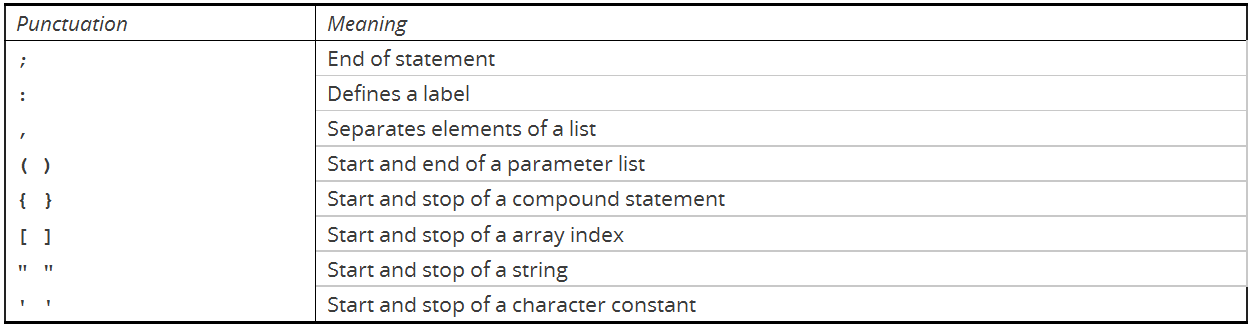 Punctuation Meaning
; End of statement
: Defines a label
, Separates elements of a list
( ) Start and end of a parameter list
{ } Start and stop of a compound statement
[ ] Start and stop of a array index
" " Start and stop of a string
' ' Start and stop of a character constant